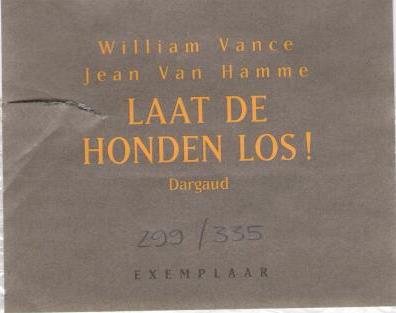 William Vance
Jean Van Hamme
LAAT DE
HONDEN LOS!
Dargaud
299/335
EXEMPLAAR